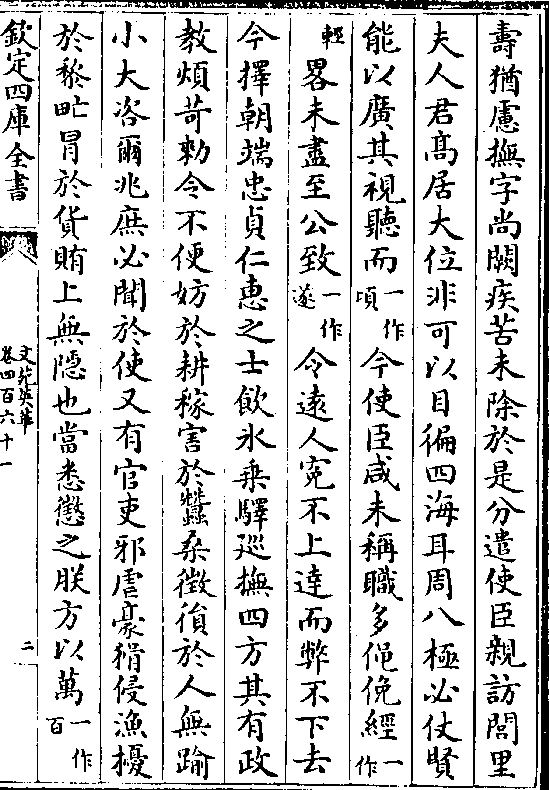 壽猶慮撫字尚闕疾苦未除於是分遣使臣親訪閭里
夫人君高居大位非可以目徧四海耳周八極必仗賢
能以廣其視聽而一作頃今使臣咸未稱職多僶俛經一作
輕畧未盡至公致一作遂令遠人寃不上達而弊不下去
今擇朝端忠貞仁惠之士飲氷乗驛廵撫四方其有政
教煩苛勅令不便妨於耕稼害於蠶桑徵徭於人無踰
小大咨爾兆庶必聞於使又有官吏邪虐豪猾侵漁擾
於黎甿冒於貨賄上無隱也當悉懲之朕方以萬一作百
欽定四庫全書
文苑英華
卷四百六十一
二